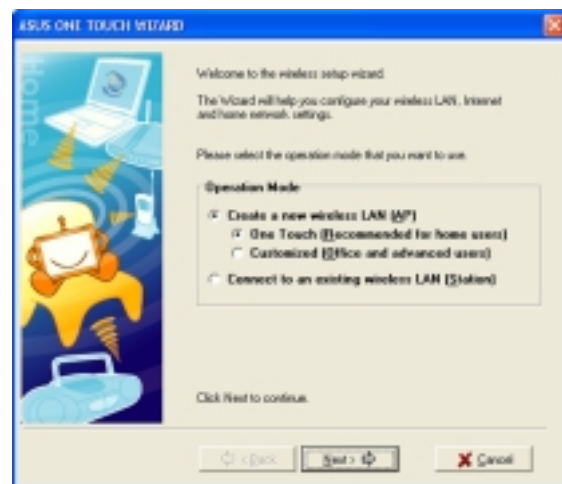 ASUS ONE TOUCH WIZARD
Home
Welcome to the wireless setup wizard.
The Wizard will help you configure your wireless LAN, Internet
and home network settings.
Please select the operation mode that you want to use.
Operation Mode
Create a new wireless LAN (AP)
One Touch (Recommended for home users)
Customized (Office and advanced users)
Connect to an existing wireless LAN (Station)
Click Next to continue.
< Back
Next >
Cancel